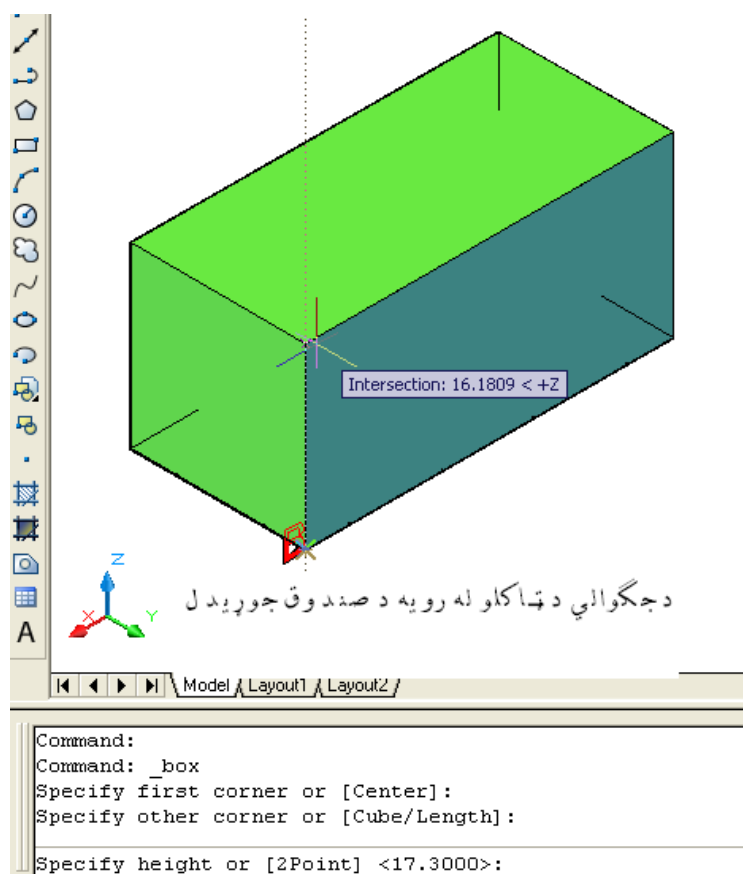 Intersection: 16.1809 < +Z
Z
X
Y
دجګوالي د ټاکلو له رويه د صندوق جوړيدل
A
Model
Layout1
Layout2
Command:
Command: _box
Specify first corner or [Center]:
Specify other corner or [Cube/Length]:
Specify height or [2Point] <17.3000>: